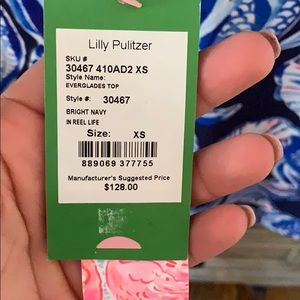 Lilly Pulitzer
SKU #
30467 410AD2 XS
Style Name:
EVERGLADES TOP
Style #: 30467
BRIGHT NAVY
IN REEL LIFE
Size: XS
889069 377755
Manufacturer's Suggested Price
$128.00